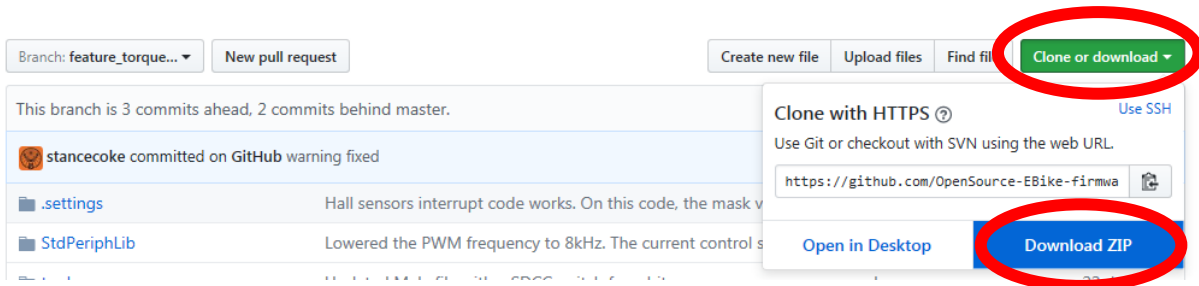 Branch: feature_torque... New pull request Create new file Upload files Find fil Clone or download
This branch is 3 commits ahead, 2 commits behind master.
stancecoke committed on GitHub warning fixed
.settings Hall sensors interrupt code works. On this code, the mask v
StdPeriphLib Lowered the PWM frequency to 8kHz. The current control s
Clone with HTTPS ? Use SSH
Use Git or checkout with SVN using the web URL.
https://github.com/OpenSource-EBike-firmwa
Open in Desktop Download ZIP